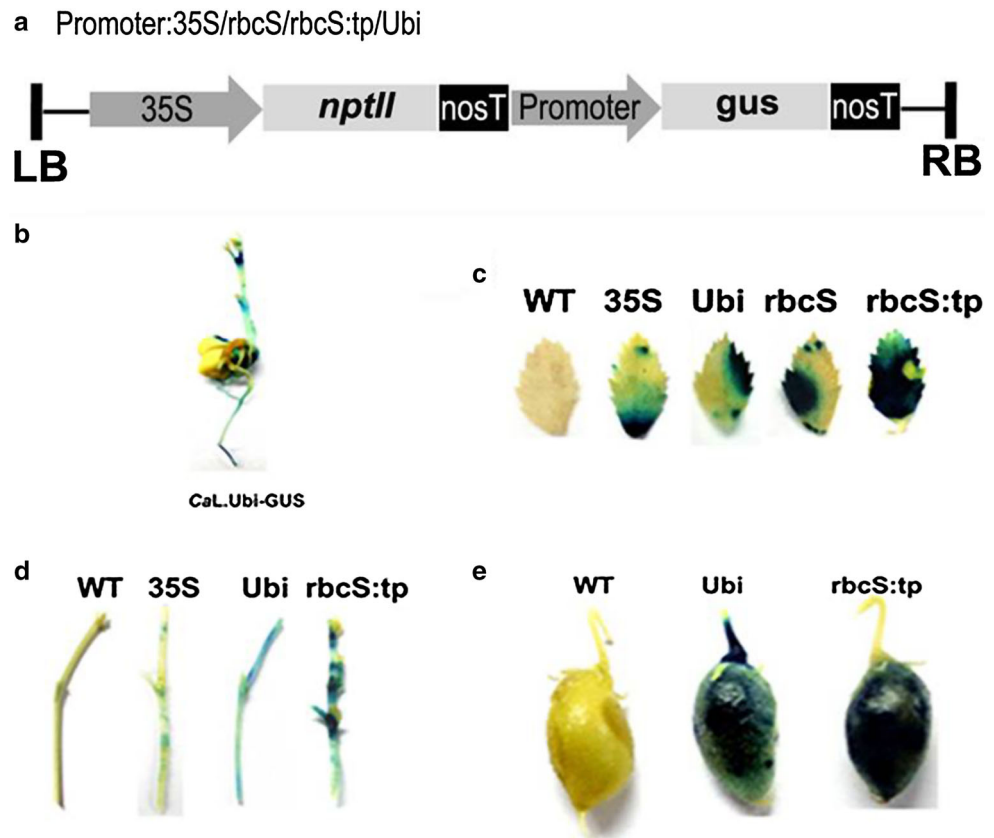 a Promoter:35S/rbcS/rbcS:tp/Ubi
35S nptII nosT Promoter gus nosT
LB RB
b
CaL.Ubi-GUS
c
WT 35S Ubi rbcS rbcS:tp
d
WT 35S Ubi rbcS:tp
e
WT Ubi rbcS:tp